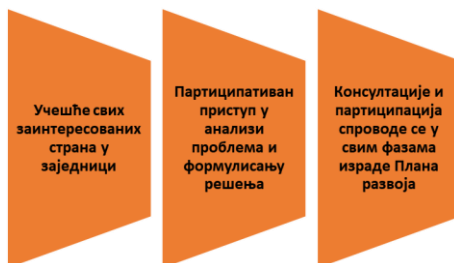 Учешће свих
заинтересованих
страна у
заједници
Партиципативан
приступ у
анализи
проблема и
формулисању
решења
Консултације и
партиципација
спроводе се у
свим фазама
израде Плана
развоја